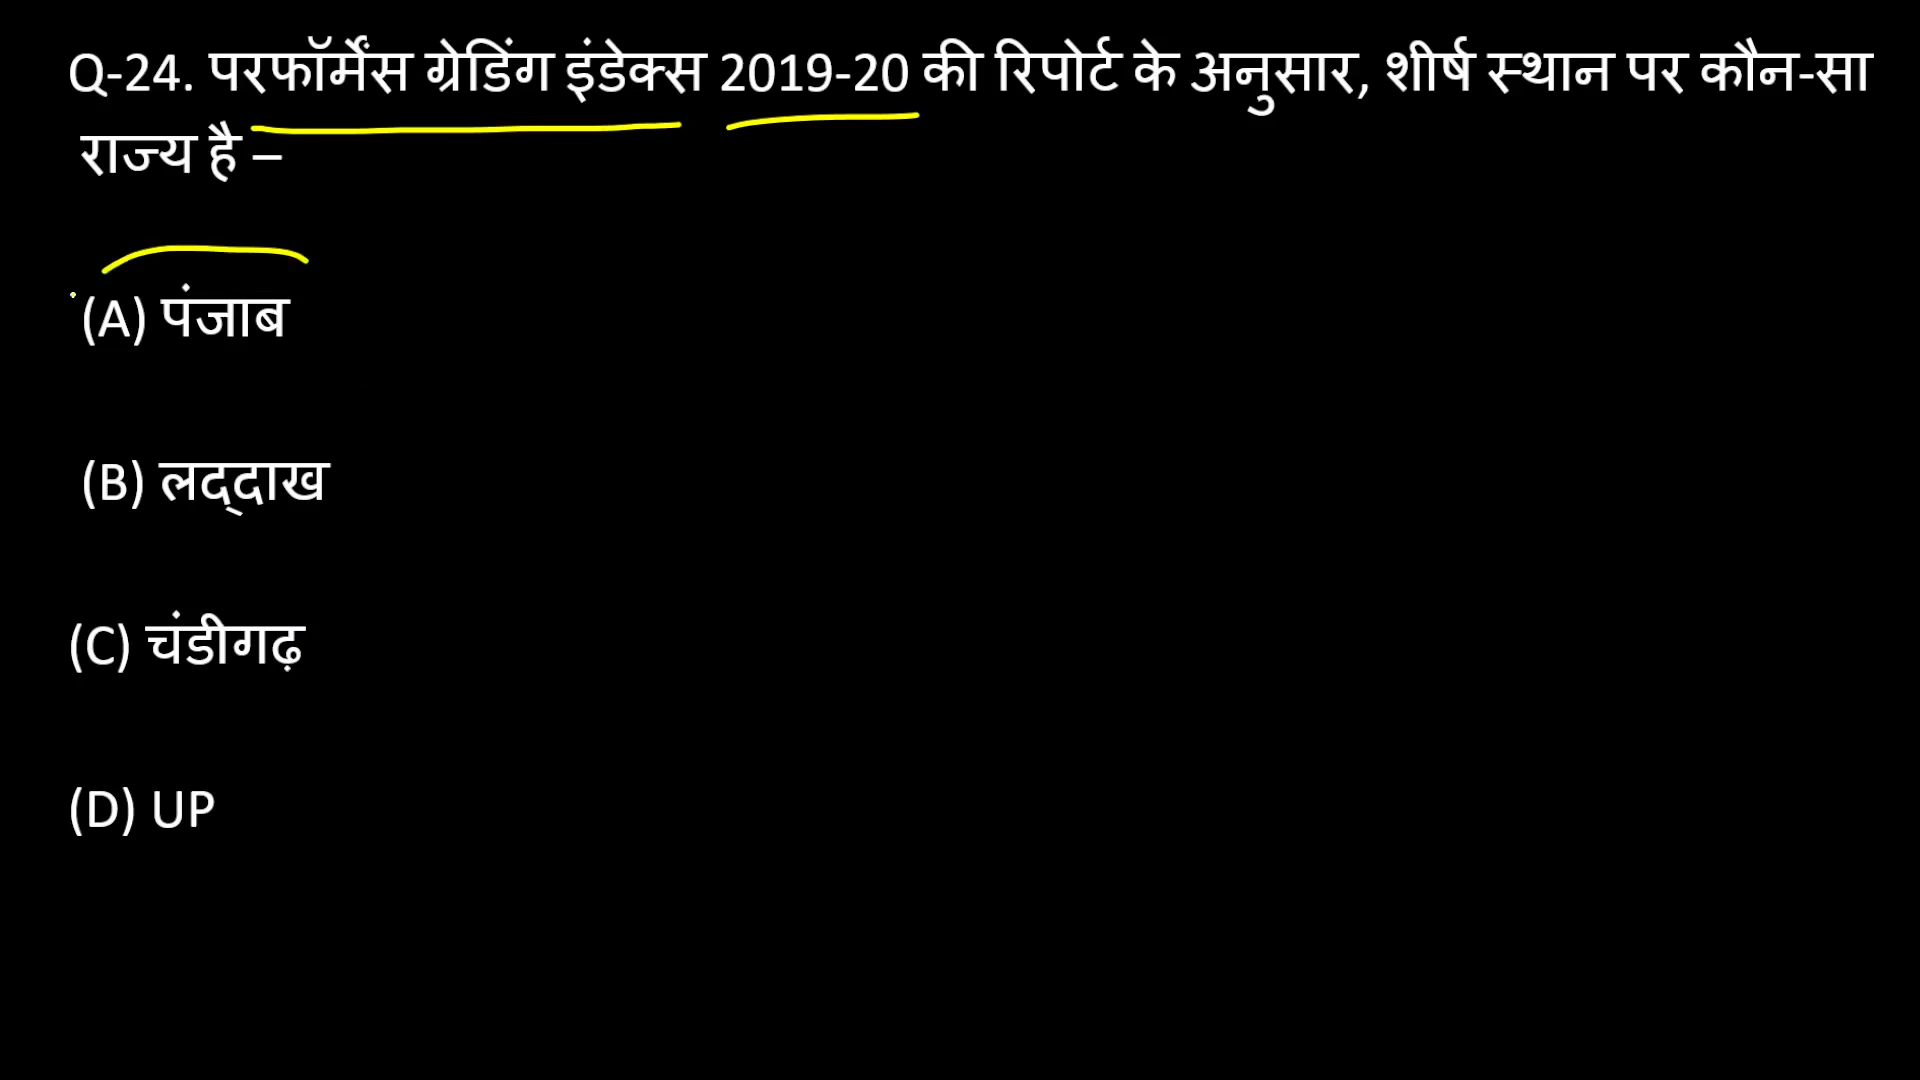 Q-24. परफॉर्मेंस ग्रेडिंग इंडेक्स 2019-20 की रिपोर्ट के अनुसार, शीर्ष स्थान पर कौन-सा
राज्य है –
(A) पंजाब
(B) लद्दाख
(C) चंडीगढ़
(D) UP